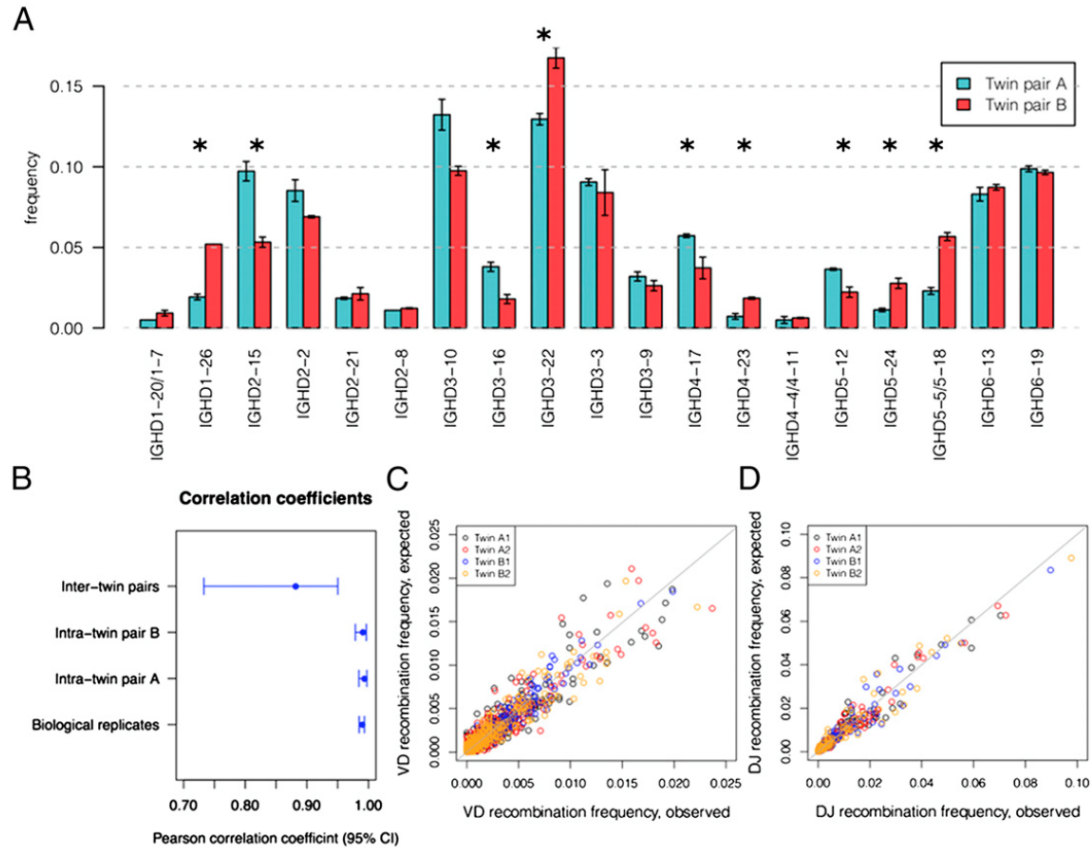 A
* * * * * * * * *
frequency
0.15
0.10
0.05
0.00
Twin pair A
Twin pair B
IGHD1-20/1-7
IGHD1-26
IGHD2-15
IGHD2-2
IGHD2-21
IGHD2-8
IGHD3-10
IGHD3-16
IGHD3-22
IGHD3-3
IGHD3-9
IGHD4-17
IGHD4-23
IGHD4-4/4-11
IGHD5-12
IGHD5-24
IGHD5-5/5-18
IGHD6-13
IGHD6-19
B
Correlation coefficients
Inter-twin pairs
Intra-twin pair B
Intra-twin pair A
Biological replicates
0.70 0.80 0.90 1.00
Pearson correlation coefficint (95% CI)
C
VD recombination frequency, expected
0.025
0.020
0.015
0.010
0.005
0.000
Twin A1
Twin A2
Twin B1
Twin B2
0.000 0.005 0.010 0.015 0.020 0.025
VD recombination frequency, observed
D
DJ recombination frequency, expected
0.10
0.08
0.06
0.04
0.02
0.00
Twin A1
Twin A2
Twin B1
Twin B2
0.00 0.02 0.04 0.06 0.08 0.10
DJ recombination frequency, observed